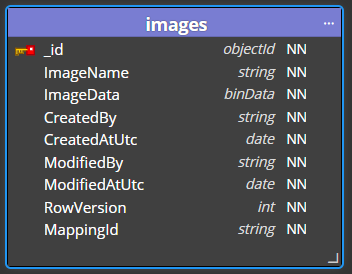 images ...
_id objectId NN
ImageName string NN
ImageData binData NN
CreatedBy string NN
CreatedAtUtc date NN
ModifiedBy string NN
ModifiedAtUtc date NN
RowVersion int NN
MappingId string NN